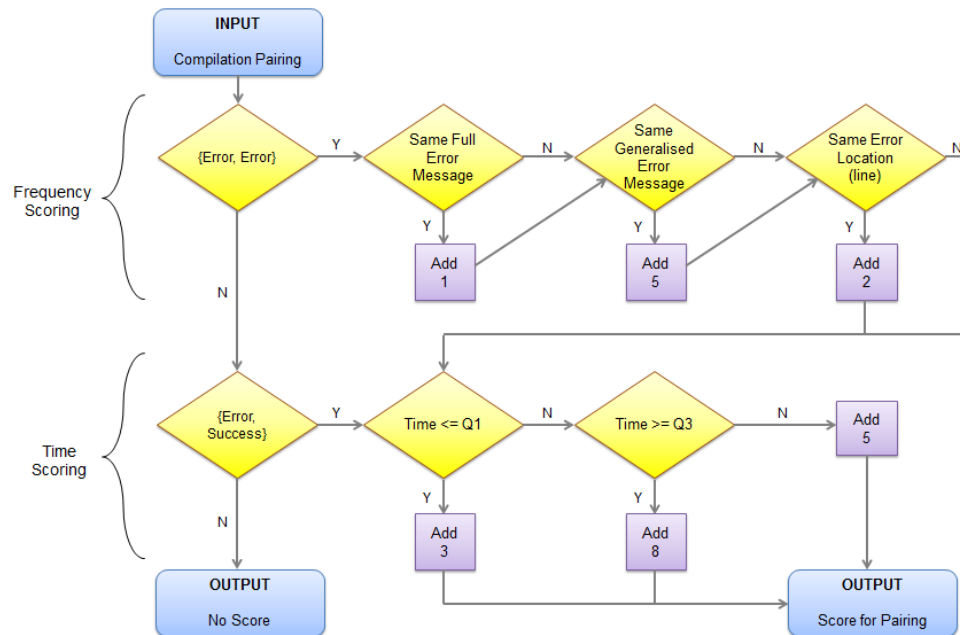 INPUT
Compilation Pairing
Frequency
Scoring
{Error, Error}
Y
Same Full
Error
Message
N
Same
Generalised
Error
Message
N
Same Error
Location
(line)
N
Y
Y
Y
Add
1
Add
5
Add
2
N
Time
Scoring
{Error,
Success}
Y
Time <= Q1
N
Time >= Q3
N
Add
5
N
Y
Y
Add
3
Add
8
OUTPUT
No Score
OUTPUT
Score for Pairing